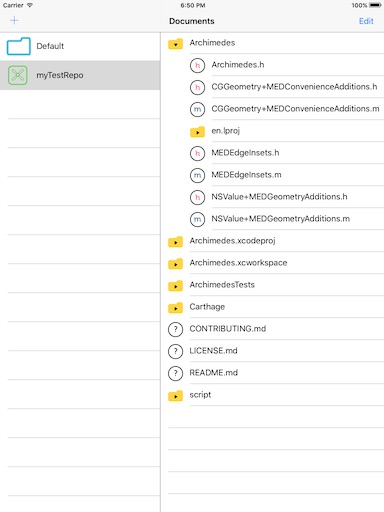 Carrier 6:50 PM 100%
+ Documents Edit
Default
myTestRepo
Archimedes
h Archimedes.h
h CGGeometry+MEDConvenienceAdditions.h
m CGGeometry+MEDConvenienceAdditions.m
en.lproj
h MEDEdgeInsets.h
m MEDEdgeInsets.m
h NSValue+MEDGeometryAdditions.h
m NSValue+MEDGeometryAdditions.m
Archimedes.xcodeproj
Archimedes.xcworkspace
ArchimedesTests
Carthage
? CONTRIBUTING.md
? LICENSE.md
? README.md
script